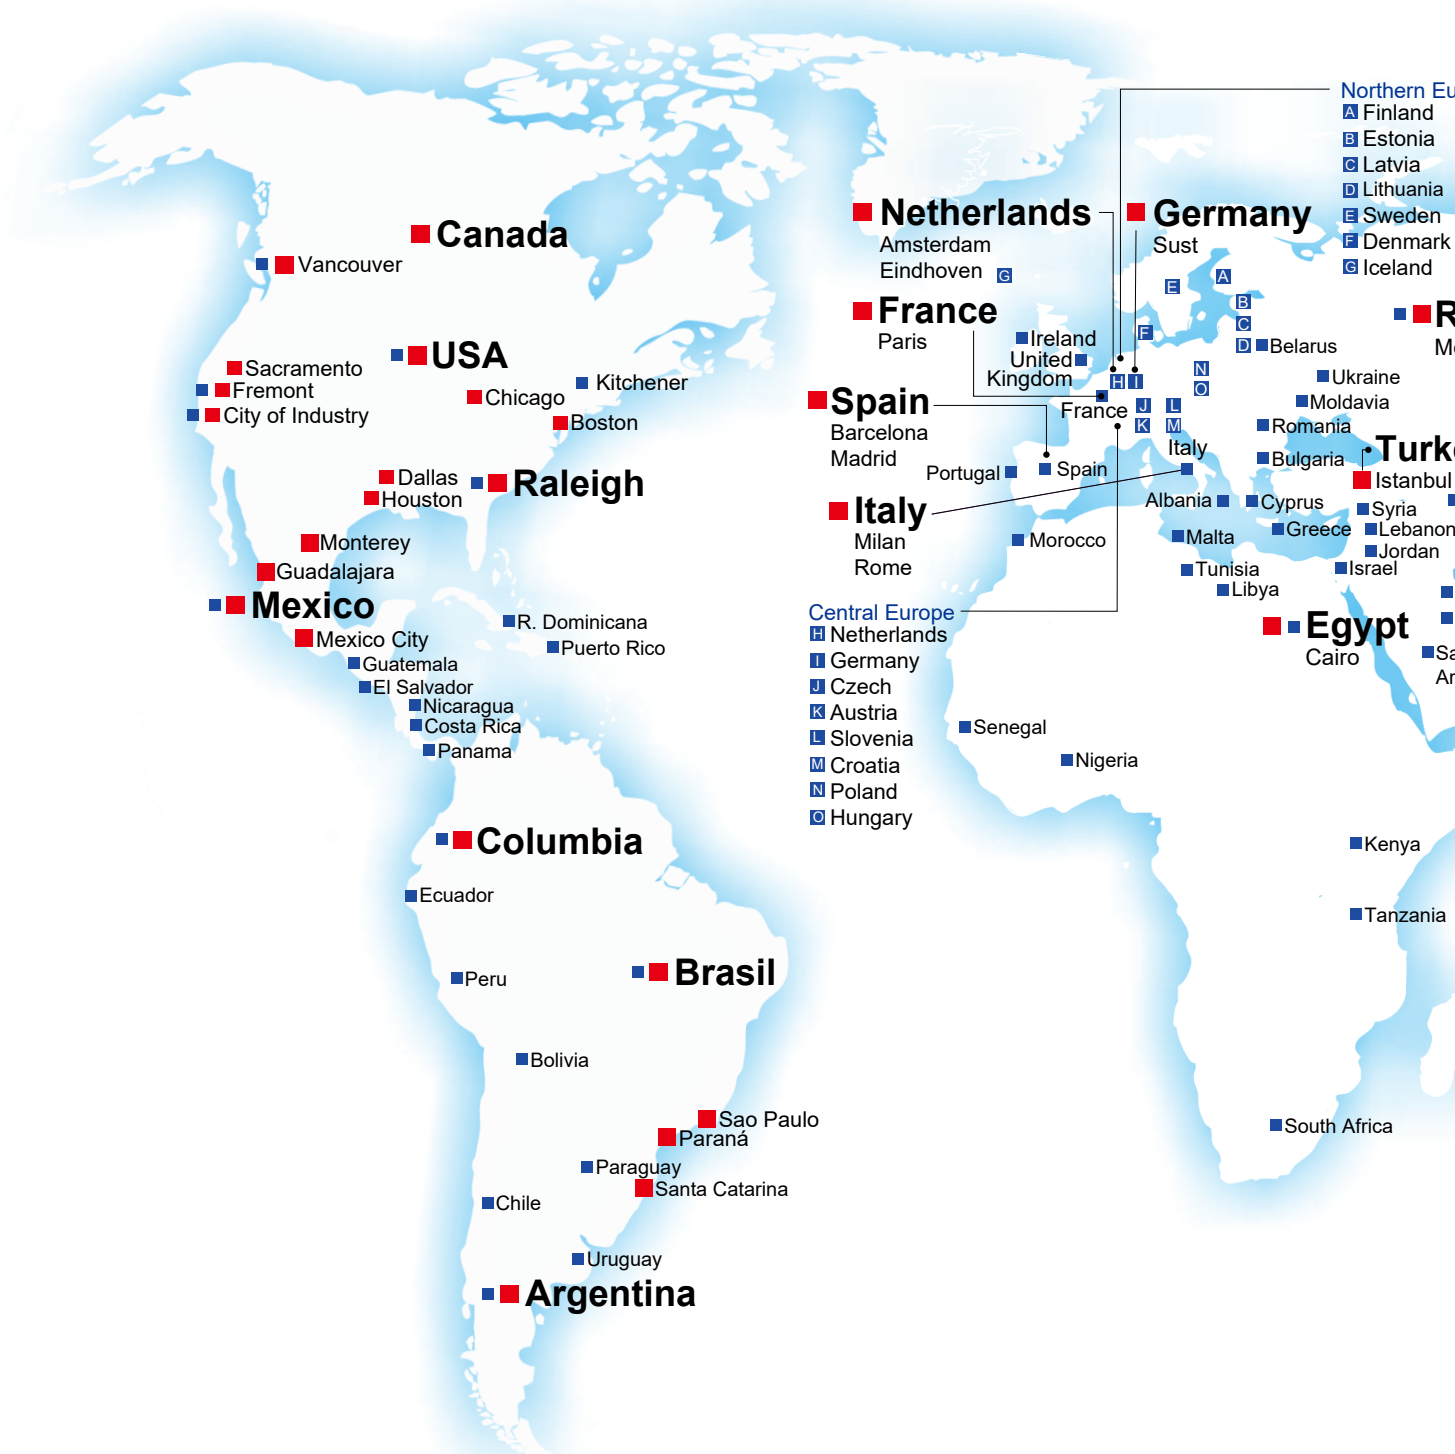 Canada
Vancouver
USA
Sacramento
Fremont
City of Industry
Chicago
Kitchener
Boston
Dallas
Houston
Raleigh
Monterey
Guadalajara
Mexico
Mexico City
R. Dominicana
Puerto Rico
Guatemala
El Salvador
Nicaragua
Costa Rica
Panama
Columbia
Ecuador
Peru
Brasil
Bolivia
Sao Paulo
Paraná
Paraguay
Santa Catarina
Chile
Uruguay
Argentina
Netherlands
Amsterdam
Eindhoven
G
France
Paris
Spain
Barcelona
Madrid
Italy
Milan
Rome
Germany
Sust
Northern Eu
A Finland
B Estonia
C Latvia
D Lithuania
E Sweden
F Denmark
G Iceland
E
A
B
C
D
F
Ireland
United
Kingdom
H I
N
O
J L
K M
France
Belarus
Ukraine
Moldavia
Romania
Bulgaria
Italy
Portugal
Spain
Albania
Cyprus
Greece
Malta
Morocco
Tunisia
Libya
R
Mo
Turke
Istanbul
Syria
Lebanon
Jordan
Israel
Egypt
Cairo
Sa
Ar
Central Europe
H Netherlands
I Germany
J Czech
K Austria
L Slovenia
M Croatia
N Poland
O Hungary
Senegal
Nigeria
Kenya
Tanzania
South Africa